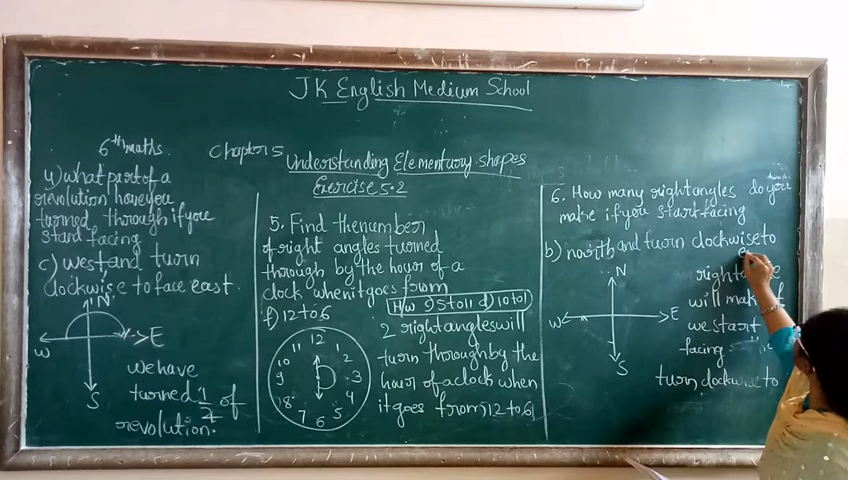 JK English Medium School
6th maths
Chapter 5
Understanding Elementary shapes
Exercise 5.2
4) what part of a
revolution have you
turned through if you
stand facing
c) west and turn
clockwise to face east.
N
W
E
S
we have
turned 1/2 of
revolution.
5. Find the number
of right angles turned
through by the hour of a
clock when it goes from
H/w c) 5 to 11 d) 10 to 1
f) 12 to 6
12
11
1
10
2
9
3
8
4
7
5
6
2 right angles will
turn through by the
hour of a clock when
it goes from 12 to 6
6. How many right angles do you
make if you start facing
b) north and turn clockwise to
N
W
E
S
will make if
we start
facing
turn clockwise to